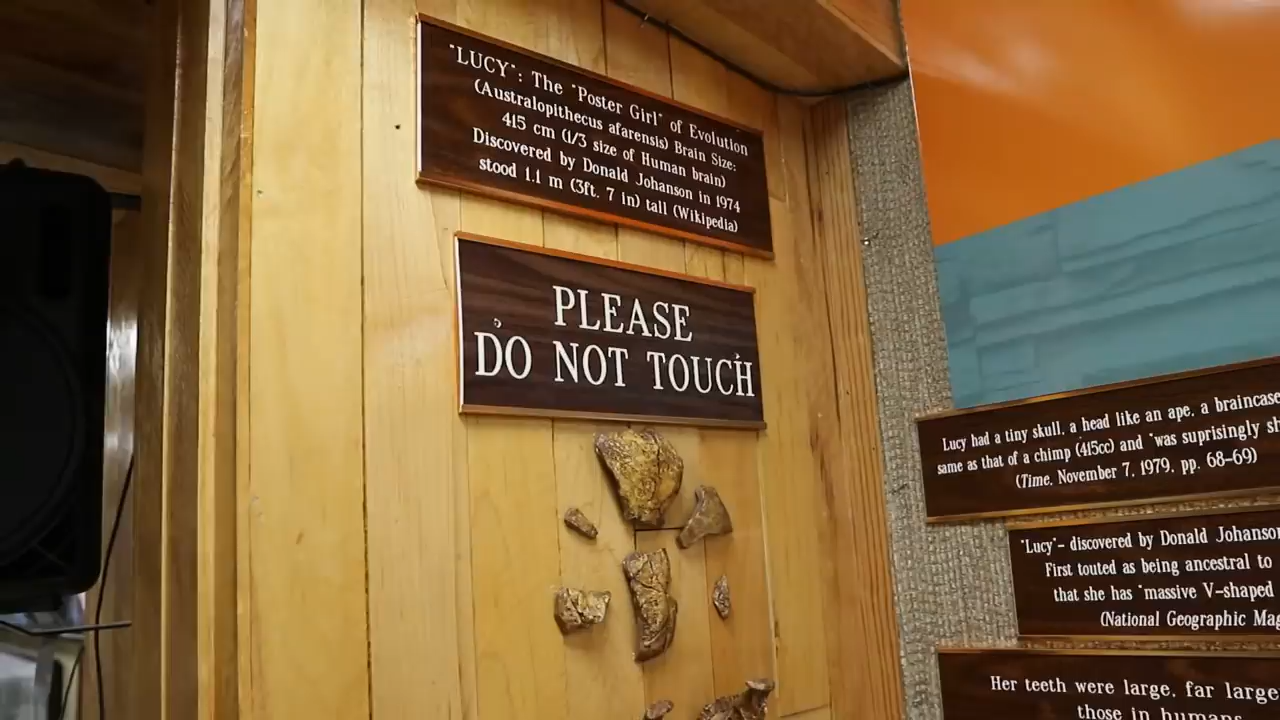 "LUCY": The "Poster Girl" of Evolution
(Australopithecus afarensis) Brain Size:
415 cm (1/3 size of Human brain)
Discovered by Donald Johanson in 1974
stood 1.1 m (3ft. 7 in) tall (Wikipedia)
PLEASE
DO NOT TOUCH
Lucy had a tiny skull, a head like an ape, a braincase
same as that of a chimp (415cc) and "was suprisingly sh
(Time, November 7, 1979, pp. 68-69)
"Lucy"- discovered by Donald Johanson
First touted as being ancestral to
that she has "massive V-shaped
(National Geographic Mag
Her teeth were large, far large
those in humans